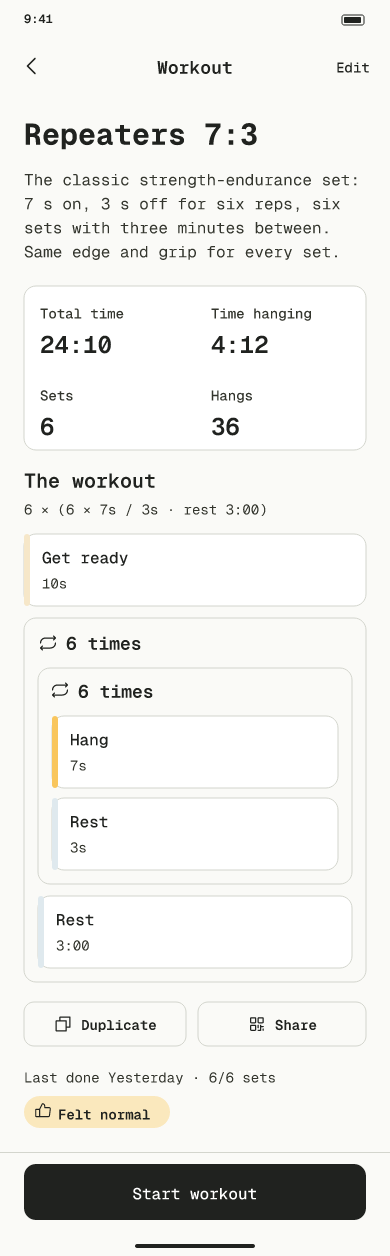 9:41
Workout
Edit
Repeaters 7:3
The classic strength-endurance set:
7 s on, 3 s off for six reps, six
sets with three minutes between.
Same edge and grip for every set.
Total time
Time hanging
24:10
4:12
Sets
Hangs
6
36
The workout
6 × (6 × 7s / 3s · rest 3:00)
Get ready
10s
6 times
6 times
Hang
7s
Rest
3s
Rest
3:00
Duplicate
Share
Last done Yesterday · 6/6 sets
Felt normal
Start workout